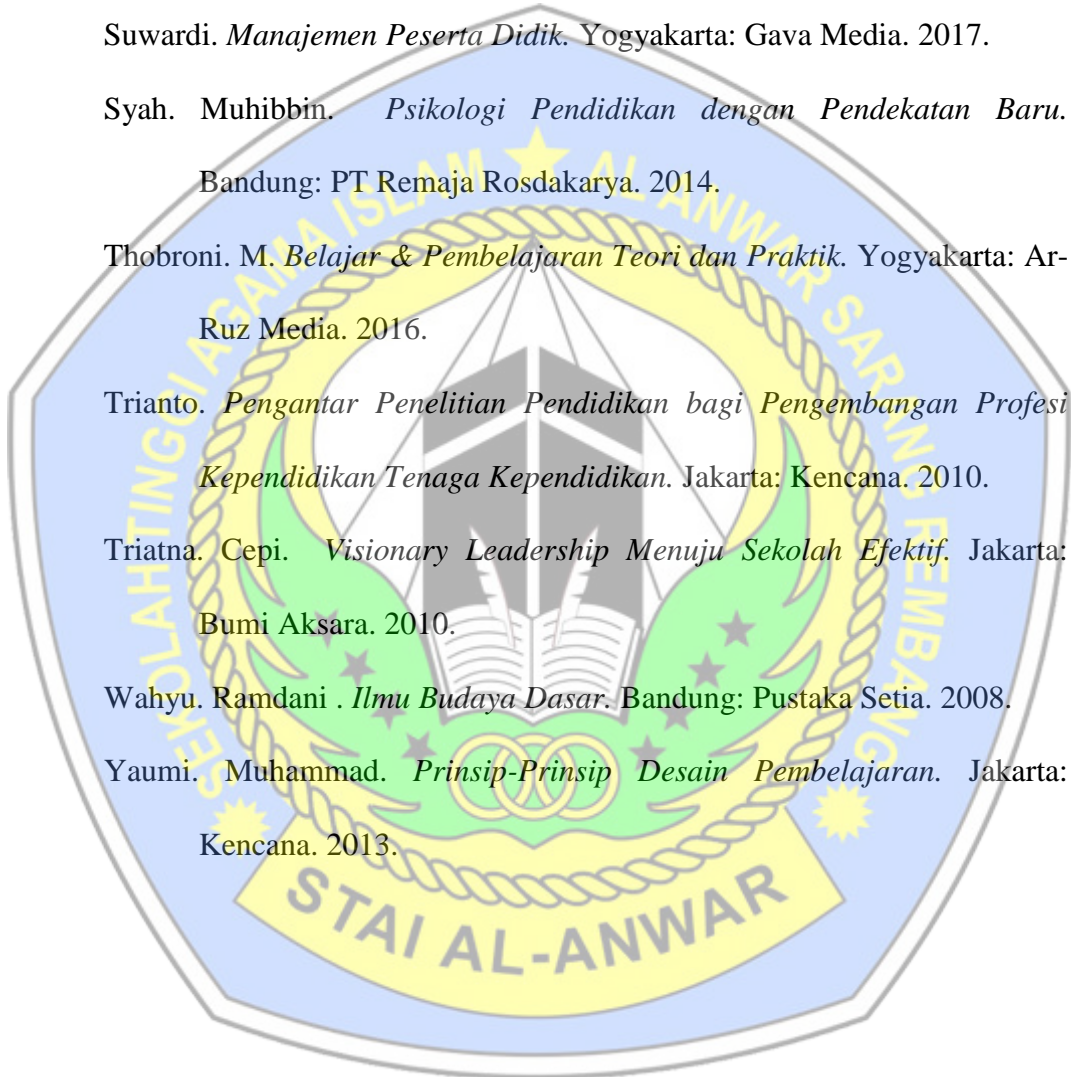 Suwardi. Manajemen Peserta Didik. Yogyakarta: Gava Media. 2017.
Syah. Muhibbin. Psikologi Pendidikan dengan Pendekatan Baru.
Bandung: PT Remaja Rosdakarya. 2014.
Thobroni. M. Belajar & Pembelajaran Teori dan Praktik. Yogyakarta: Ar-
Ruz Media. 2016.
Trianto. Pengantar Penelitian Pendidikan bagi Pengembangan Profesi
Kependidikan Tenaga Kependidikan. Jakarta: Kencana. 2010.
Triatna. Cepi. Visionary Leadership Menuju Sekolah Efektif. Jakarta:
Bumi Aksara. 2010.
Wahyu. Ramdani . Ilmu Budaya Dasar. Bandung: Pustaka Setia. 2008.
Yaumi. Muhammad. Prinsip-Prinsip Desain Pembelajaran. Jakarta:
Kencana. 2013.
SEKOLAHTINGGI AGAMA ISLAM ★ AL-ANWAR SARANG REMBANG
STAI AL-ANWAR